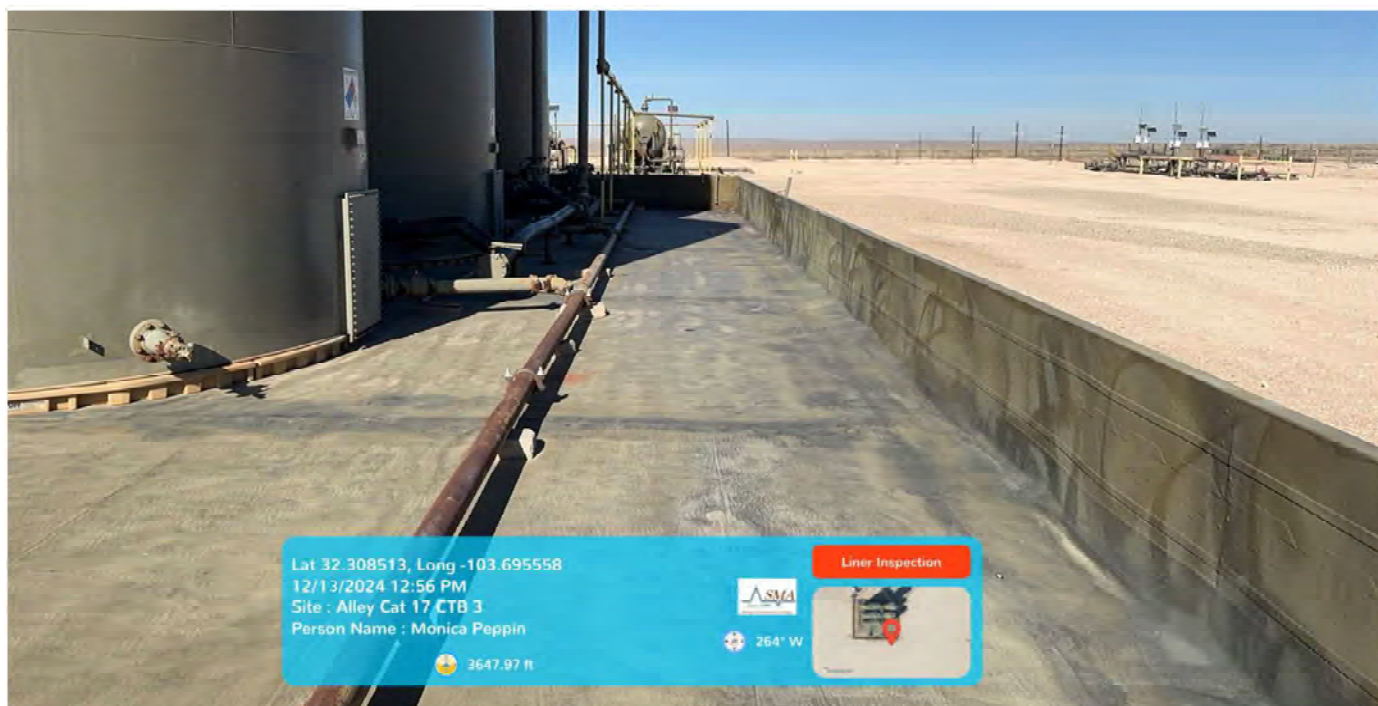 Lat 32.308513, Long -103.695558
12/13/2024 12:56 PM
Site : Alley Cat 17 CTB 3
Person Name : Monica Peppin
3647.97 ft
SMA
264° W
Liner Inspection